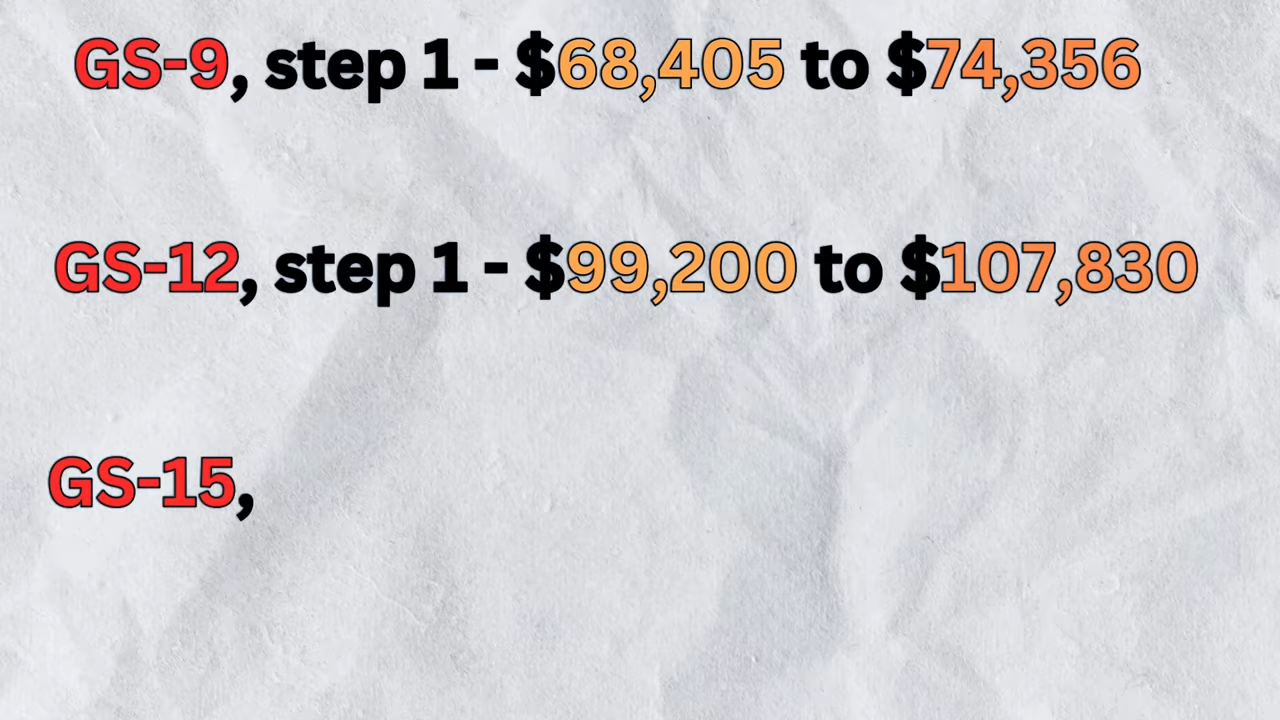 GS-9, step 1 - $68,405 to $74,356
GS-12, step 1 - $99,200 to $107,830
GS-15,